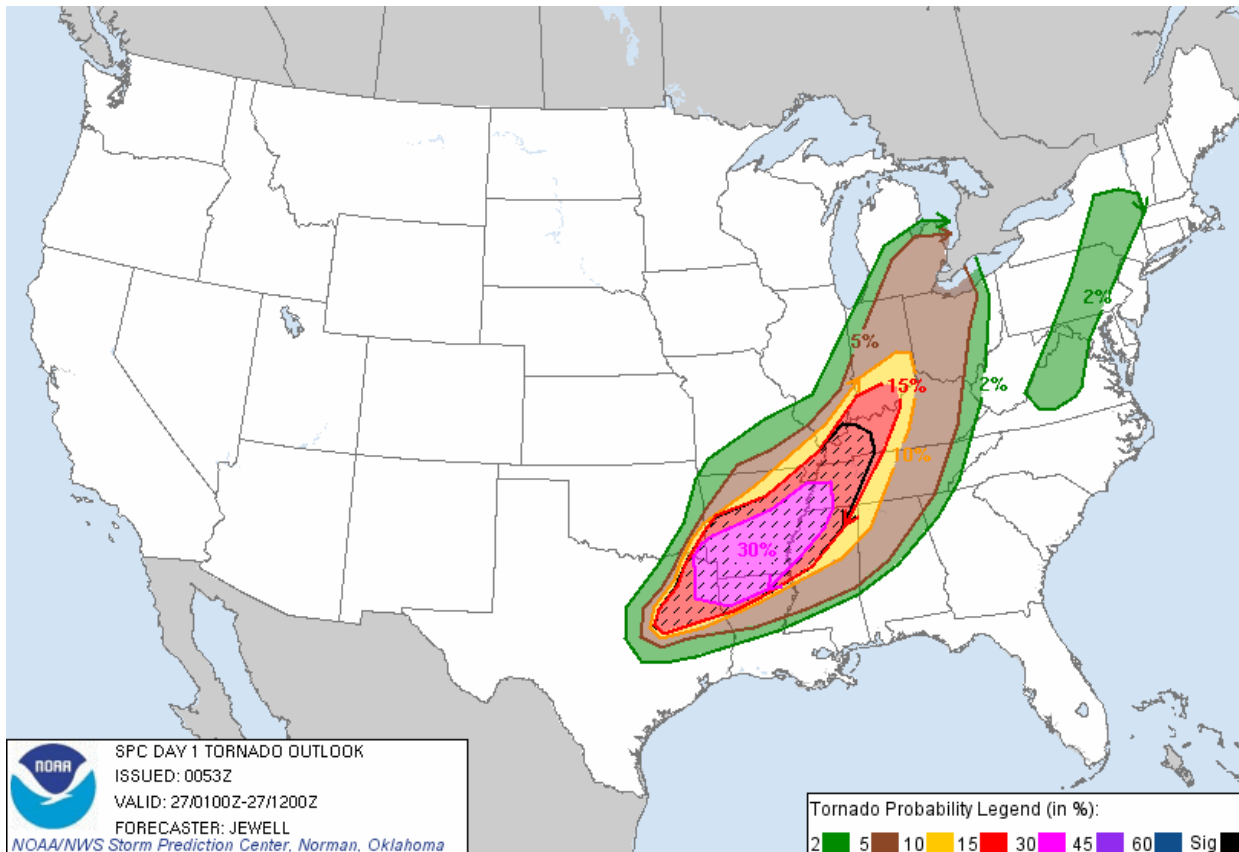 2%
5%
15%
2%
10%
30%
NOAA
SPC DAY 1 TORNADO OUTLOOK
ISSUED: 0053Z
VALID: 27/0100Z-27/1200Z
FORECASTER: JEWELL
NOAA/NWS Storm Prediction Center, Norman, Oklahoma
Tornado Probability Legend (in %):
2 5 10 15 30 45 60 Sig